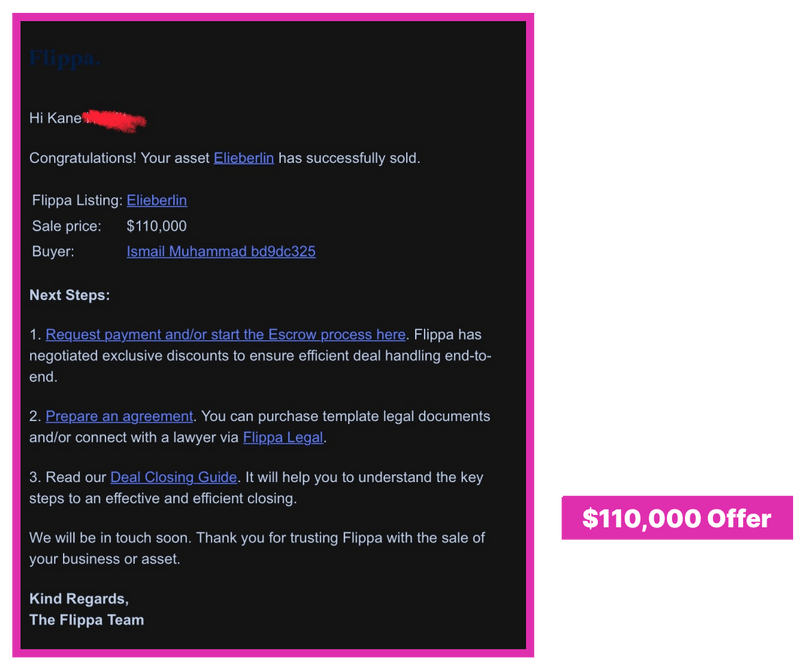 Flippa.
Hi Kane
Congratulations! Your asset Elieberlin has successfully sold.
Flippa Listing: Elieberlin
Sale price: $110,000
Buyer: Ismail Muhammad bd9dc325
Next Steps:
1. Request payment and/or start the Escrow process here. Flippa has
negotiated exclusive discounts to ensure efficient deal handling end-to-
end.
2. Prepare an agreement. You can purchase template legal documents
and/or connect with a lawyer via Flippa Legal.
3. Read our Deal Closing Guide. It will help you to understand the key
steps to an effective and efficient closing.
We will be in touch soon. Thank you for trusting Flippa with the sale of
your business or asset.
Kind Regards,
The Flippa Team
$110,000 Offer